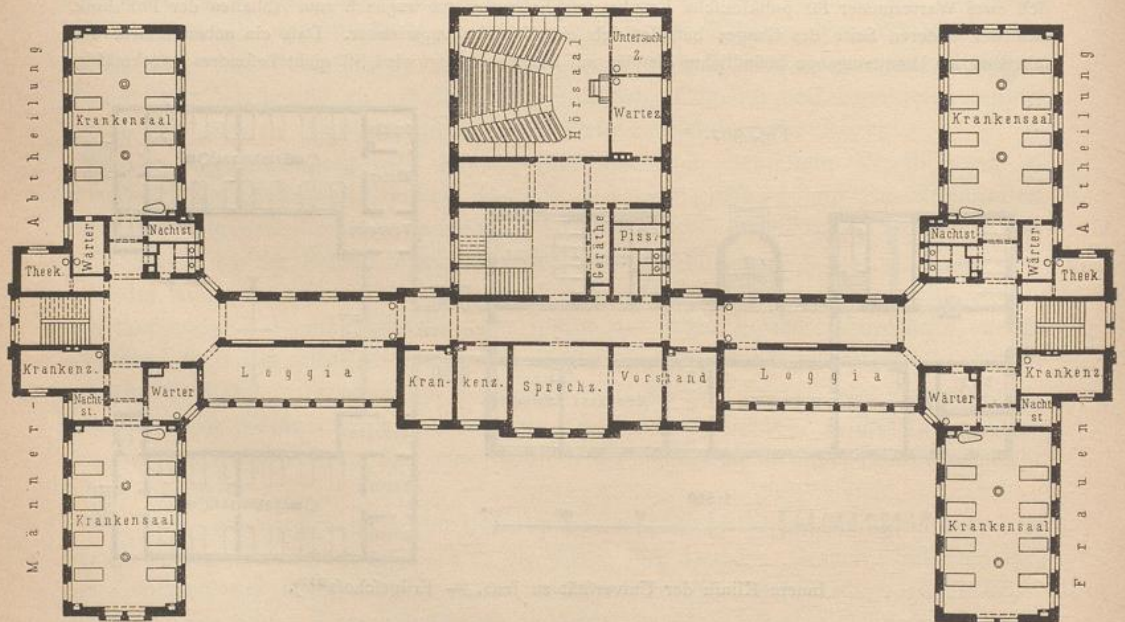 Männer-Abtheilung
Frauen-Abtheilung
Krankensaal
Hörsaal
Untersuch
Z.
Wartez.
Krankensaal
Wärter
Nachtst
Theek.
Geräthe
Piss.
Nachtst
Wärter
Theek.
Krankenz.
Nacht-
st.
Wärter
Loggia
Kran-
kenz.
Sprechz.
Vorstand
Loggia
Wärter
Krankenz.
Nacht
st
Krankensaal
Krankensaal